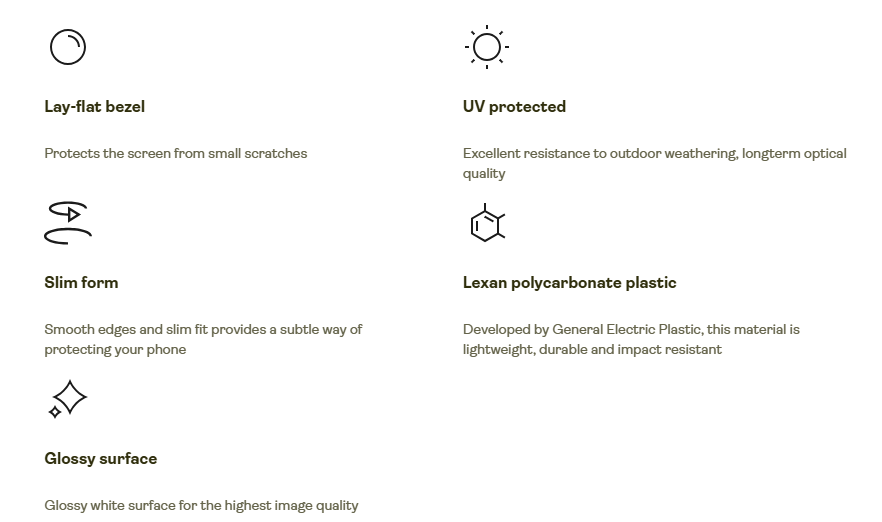 Lay-flat bezel
Protects the screen from small scratches
UV protected
Excellent resistance to outdoor weathering, longterm optical
quality
Slim form
Smooth edges and slim fit provides a subtle way of
protecting your phone
Lexan polycarbonate plastic
Developed by General Electric Plastic, this material is
lightweight, durable and impact resistant
Glossy surface
Glossy white surface for the highest image quality